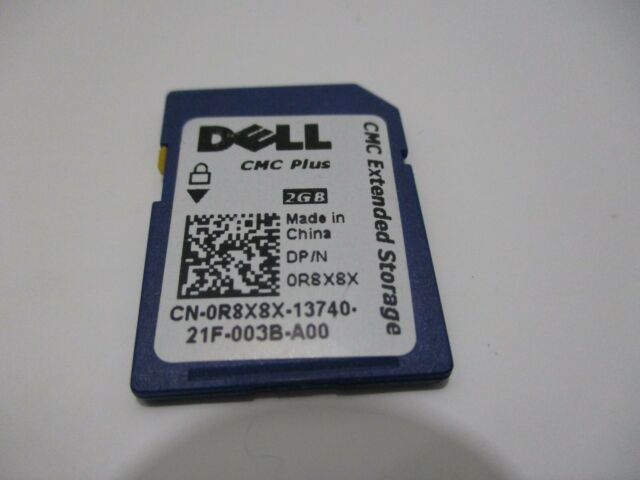 DELL
CMC Plus
2GB
Made in
China
DP/N
0R8X8X
CN-0R8X8X-13740-
21F-003B-A00
CMC Extended Storage